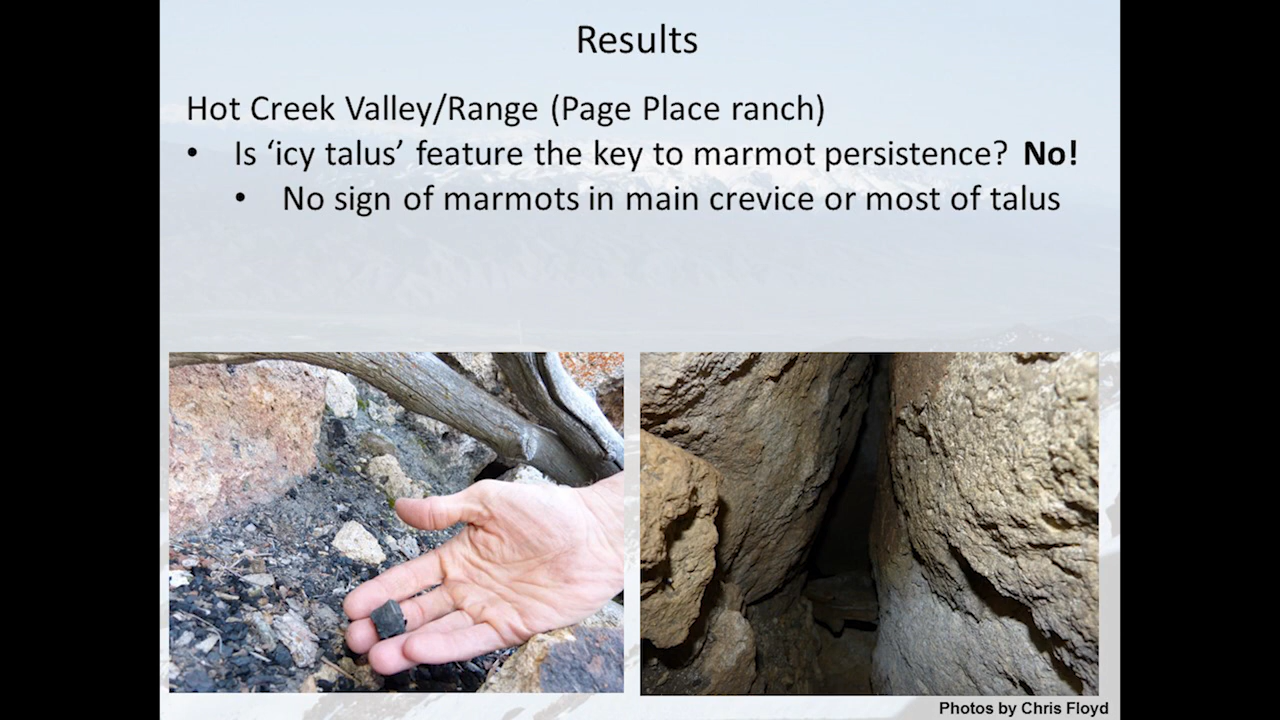 Results
Hot Creek Valley/Range (Page Place ranch)
• Is ‘icy talus’ feature the key to marmot persistence? No!
• No sign of marmots in main crevice or most of talus
Photos by Chris Floyd